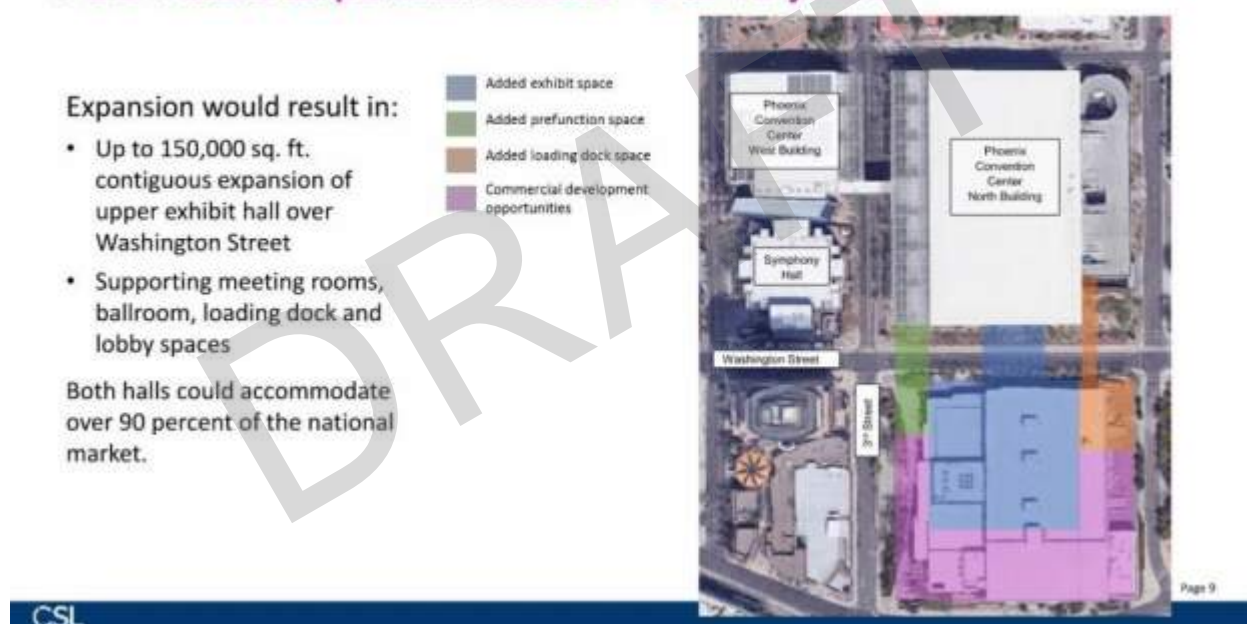 Expansion would result in:
• Up to 150,000 sq. ft.
contiguous expansion of
upper exhibit hall over
Washington Street
• Supporting meeting rooms,
ballroom, loading dock and
lobby spaces
Both halls could accommodate
over 90 percent of the national
market.
Added exhibit space
Added prefunction space
Added loading dock space
Commercial development
opportunities
Phoenix
Convention
Center
West Building
Phoenix
Convention
Center
North Building
Symphony
Hall
Washington Street
3rd Street
DRAFT
Page 9
CSL